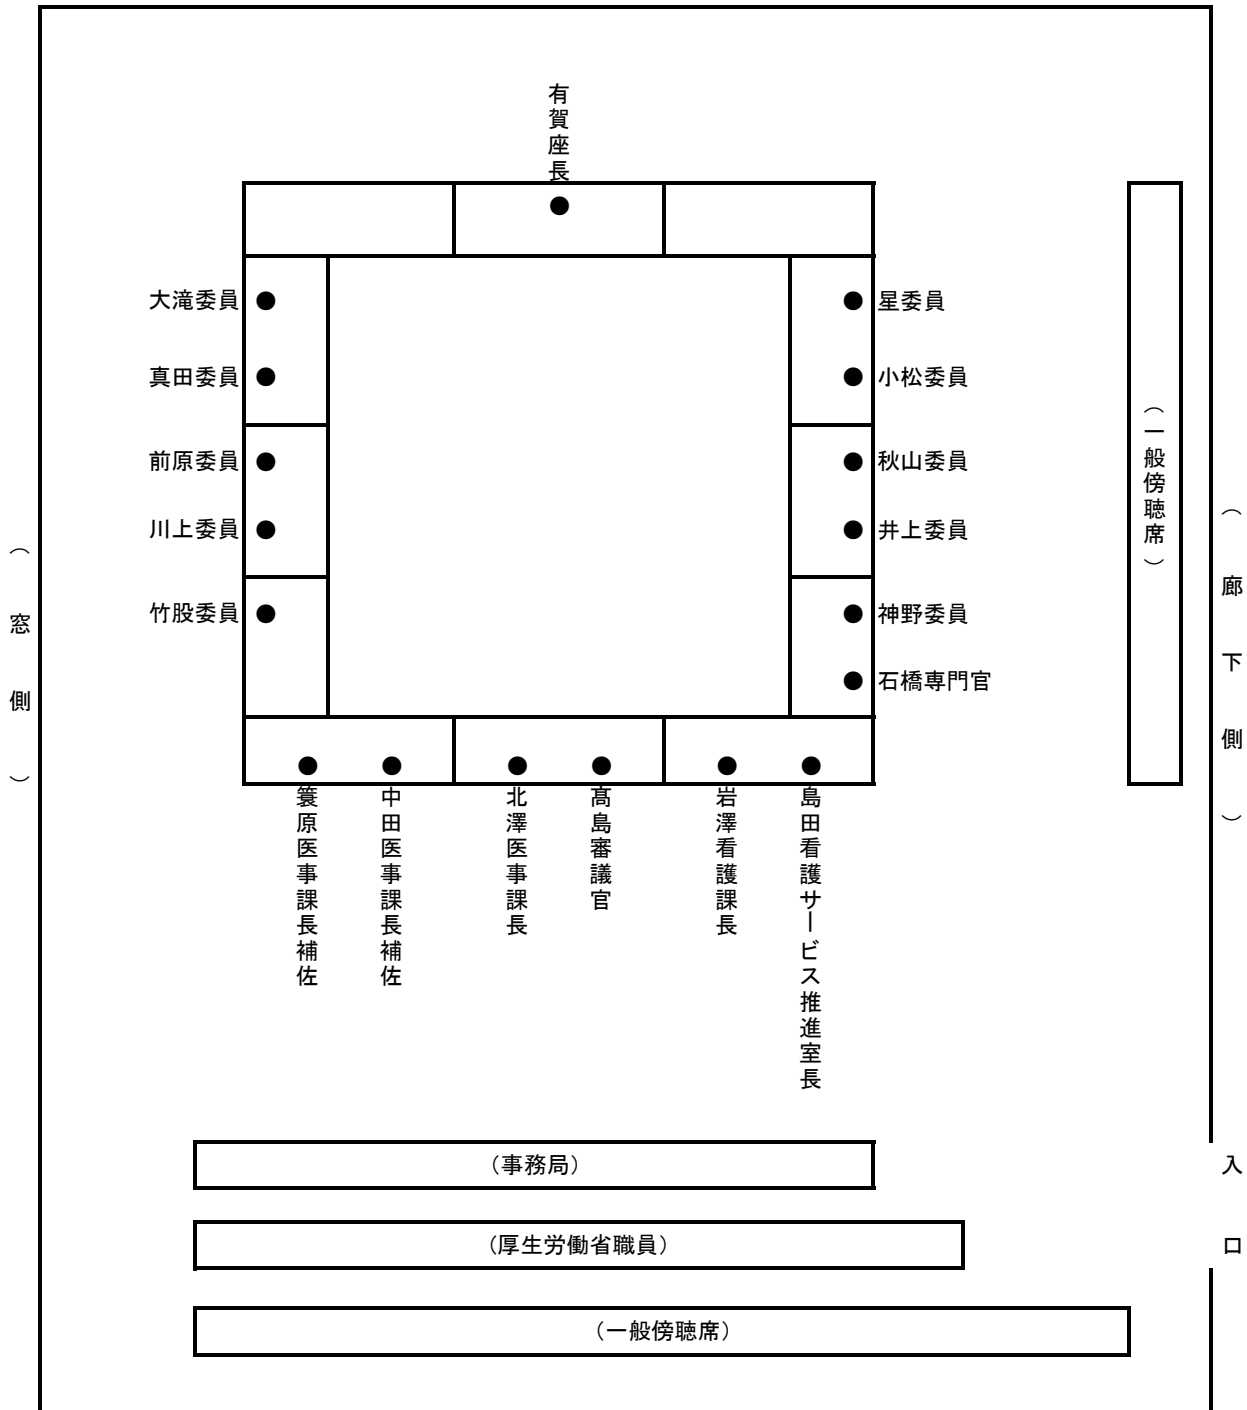 有賀座長
大滝委員
星委員
真田委員
小松委員
前原委員
秋山委員
川上委員
井上委員
竹股委員
神野委員
石橋専門官
(一般傍聴席)
(窓側)
(廊下側)
簑原医事課長補佐
中田医事課長補佐
北澤医事課長
髙島審議官
岩澤看護課長
島田看護サービス推進室長
(事務局)
入口
(厚生労働省職員)
(一般傍聴席)